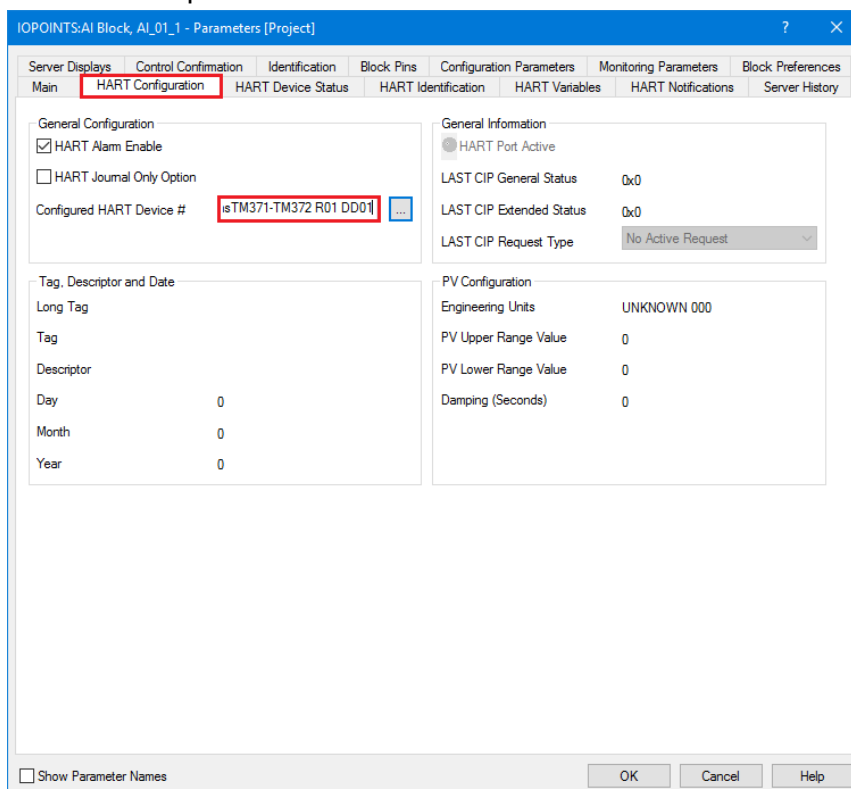 IOPOINTS:AI Block, AI_01_1 - Parameters [Project] ? ×
Server Displays Control Confirmation Identification Block Pins Configuration Parameters Monitoring Parameters Block Preferences
Main HART Configuration HART Device Status HART Identification HART Variables HART Notifications Server History
General Configuration
HART Alarm Enable
HART Journal Only Option
Configured HART Device # TM371-TM372 R01 DD01 ...
General Information
HART Port Active
LAST CIP General Status 0x0
LAST CIP Extended Status 0x0
LAST CIP Request Type No Active Request
Tag, Descriptor and Date
Long Tag
Tag
Descriptor
Day 0
Month 0
Year 0
PV Configuration
Engineering Units UNKNOWN 000
PV Upper Range Value 0
PV Lower Range Value 0
Damping (Seconds) 0
Show Parameter Names OK Cancel Help